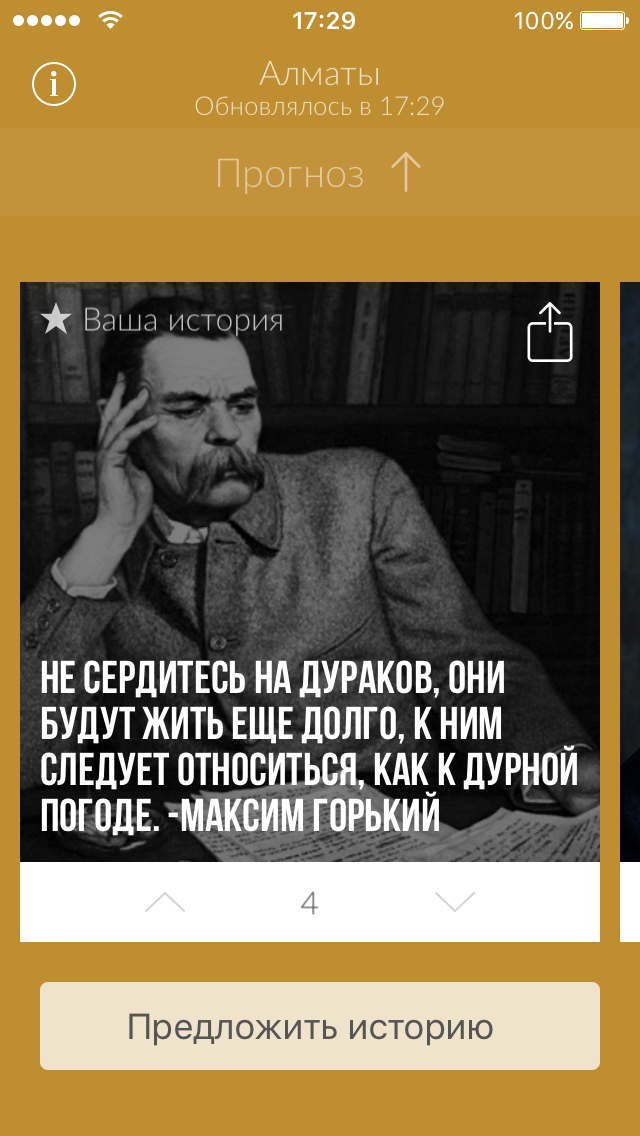 17:29 100%
i
Алматы
Обновлялось в 17:29
Прогноз
Ваша история
НЕ СЕРДИТЕСЬ НА ДУРАКОВ, ОНИ
БУДУТ ЖИТЬ ЕЩЕ ДОЛГО, К НИМ
СЛЕДУЕТ ОТНОСИТЬСЯ, КАК К ДУРНОЙ
ПОГОДЕ. -МАКСИМ ГОРЬКИЙ
4
Предложить историю